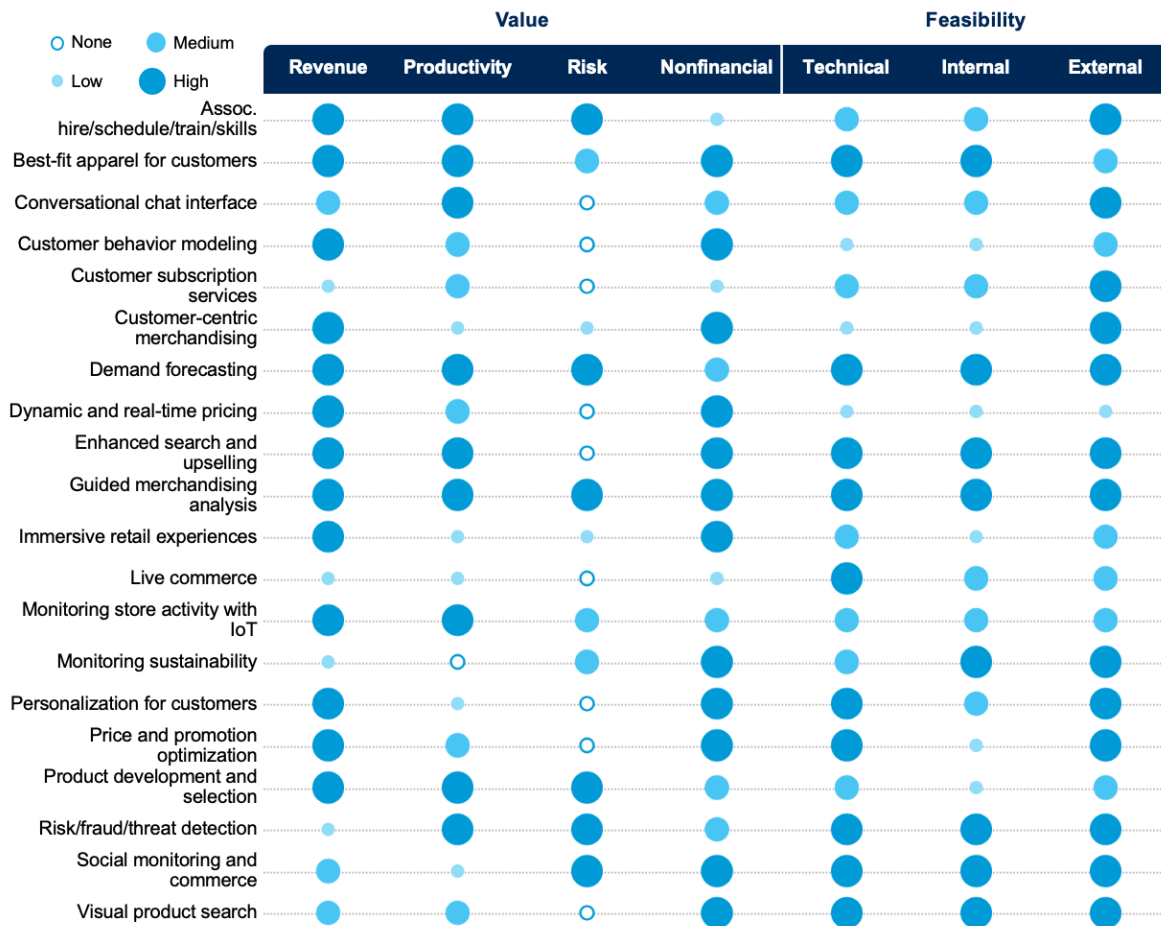 Value Feasibility
None Medium
Low High
Revenue Productivity Risk Nonfinancial Technical Internal External
Assoc.
hire/schedule/train/skills
Best-fit apparel for customers
Conversational chat interface
Customer behavior modeling
Customer subscription
services
Customer-centric
merchandising
Demand forecasting
Dynamic and real-time pricing
Enhanced search and
upselling
Guided merchandising
analysis
Immersive retail experiences
Live commerce
Monitoring store activity with
IoT
Monitoring sustainability
Personalization for customers
Price and promotion
optimization
Product development and
selection
Risk/fraud/threat detection
Social monitoring and
commerce
Visual product search